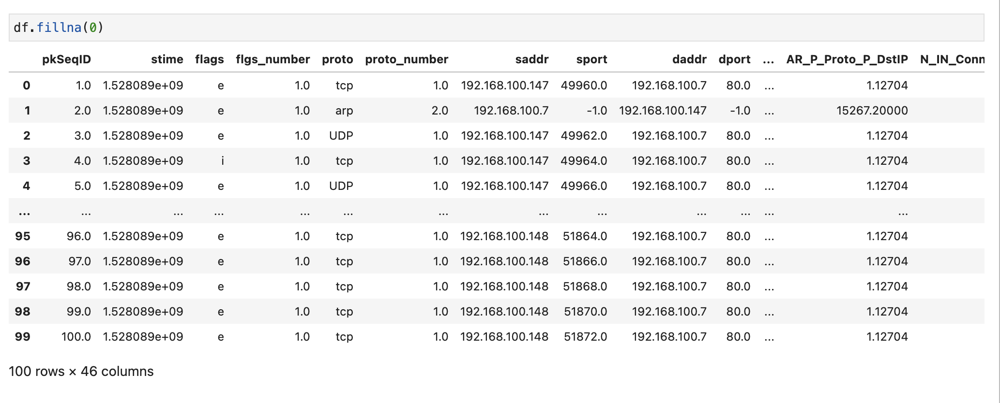 df.fillna(0)
pkSeqID stime flags flgs_number proto proto_number saddr sport daddr dport ... AR_P_Proto_P_DstIP N_IN_Conn
0 1.0 1.528089e+09 e 1.0 tcp 1.0 192.168.100.147 49960.0 192.168.100.7 80.0 ... 1.12704
1 2.0 1.528089e+09 e 1.0 arp 2.0 192.168.100.7 -1.0 192.168.100.147 -1.0 ... 15267.20000
2 3.0 1.528089e+09 e 1.0 UDP 1.0 192.168.100.147 49962.0 192.168.100.7 80.0 ... 1.12704
3 4.0 1.528089e+09 i 1.0 tcp 1.0 192.168.100.147 49964.0 192.168.100.7 80.0 ... 1.12704
4 5.0 1.528089e+09 e 1.0 UDP 1.0 192.168.100.147 49966.0 192.168.100.7 80.0 ... 1.12704
... ... ... ... ... ... ... ... ... ... ... ... ...
95 96.0 1.528089e+09 e 1.0 tcp 1.0 192.168.100.148 51864.0 192.168.100.7 80.0 ... 1.12704
96 97.0 1.528089e+09 e 1.0 tcp 1.0 192.168.100.148 51866.0 192.168.100.7 80.0 ... 1.12704
97 98.0 1.528089e+09 e 1.0 tcp 1.0 192.168.100.148 51868.0 192.168.100.7 80.0 ... 1.12704
98 99.0 1.528089e+09 e 1.0 tcp 1.0 192.168.100.148 51870.0 192.168.100.7 80.0 ... 1.12704
99 100.0 1.528089e+09 e 1.0 tcp 1.0 192.168.100.148 51872.0 192.168.100.7 80.0 ... 1.12704
100 rows × 46 columns